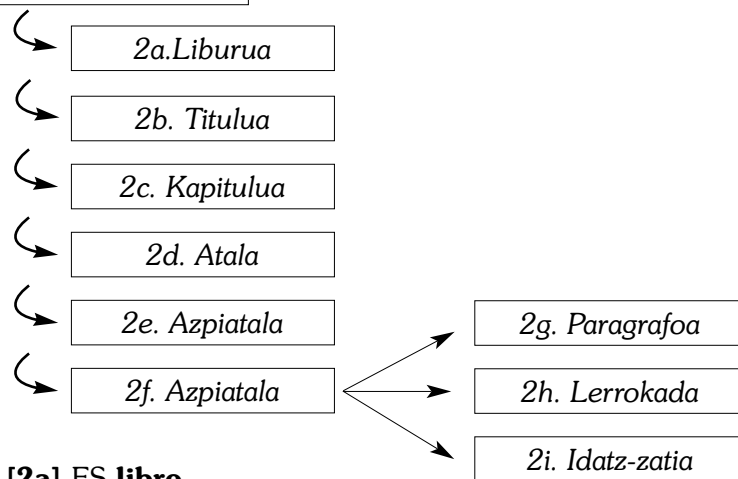 2a.Liburua
2b. Titulua
2c. Kapitulua
2d. Atala
2e. Azpiatala
2g. Paragrafoa
2f. Azpiatala
2h. Lerrokada
2i. Idatz-zatia
[2a] ES libro